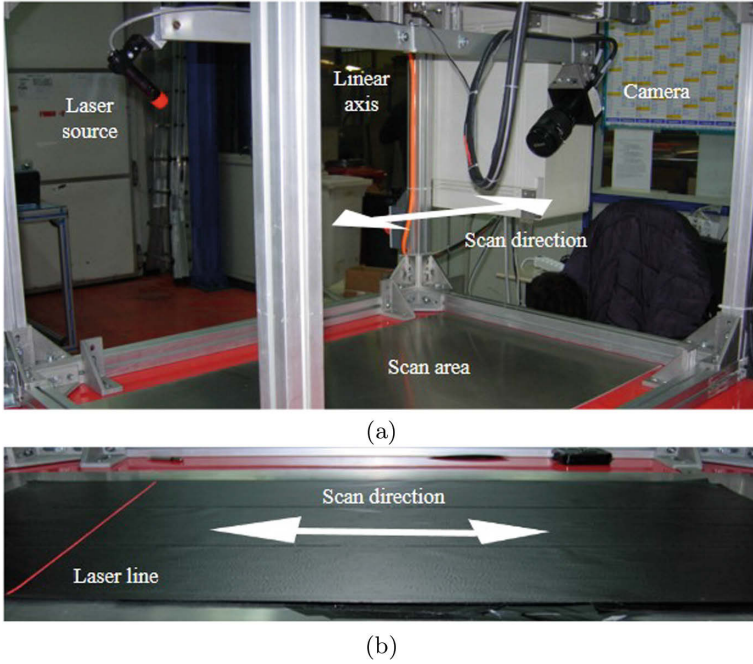 Laser
source
Linear
axis
Camera
Scan direction
Scan area
(a)
Scan direction
Laser line
(b)